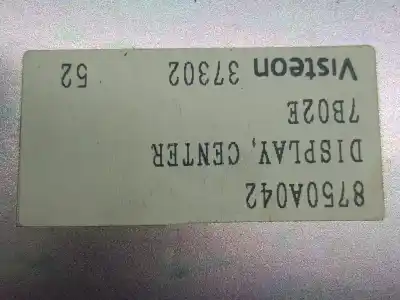 8750A042
DISPLAY, CENTER
7B02E
Visteon 37302 52